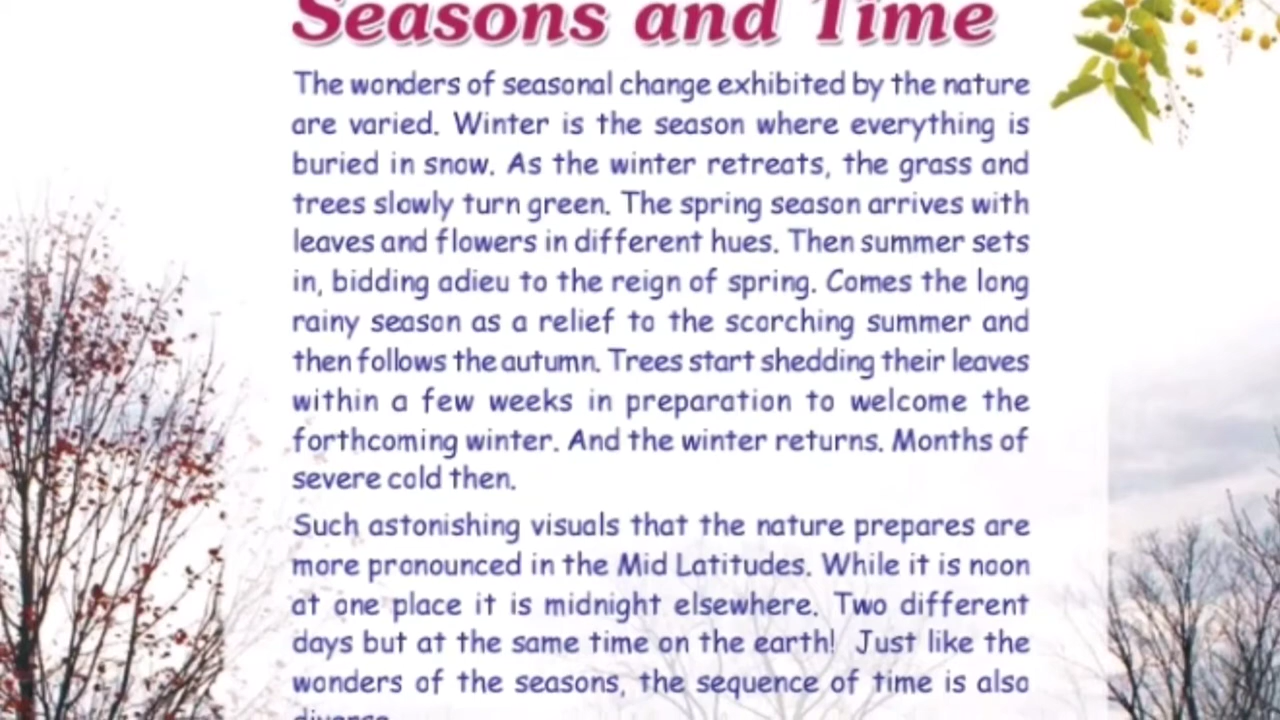 Seasons and Time
The wonders of seasonal change exhibited by the nature
are varied. Winter is the season where everything is
buried in snow. As the winter retreats, the grass and
trees slowly turn green. The spring season arrives with
leaves and flowers in different hues. Then summer sets
in, bidding adieu to the reign of spring. Comes the long
rainy season as a relief to the scorching summer and
then follows the autumn. Trees start shedding their leaves
within a few weeks in preparation to welcome the
forthcoming winter. And the winter returns. Months of
severe cold then.
Such astonishing visuals that the nature prepares are
more pronounced in the Mid Latitudes. While it is noon
at one place it is midnight elsewhere. Two different
days but at the same time on the earth! Just like the
wonders of the seasons, the sequence of time is also